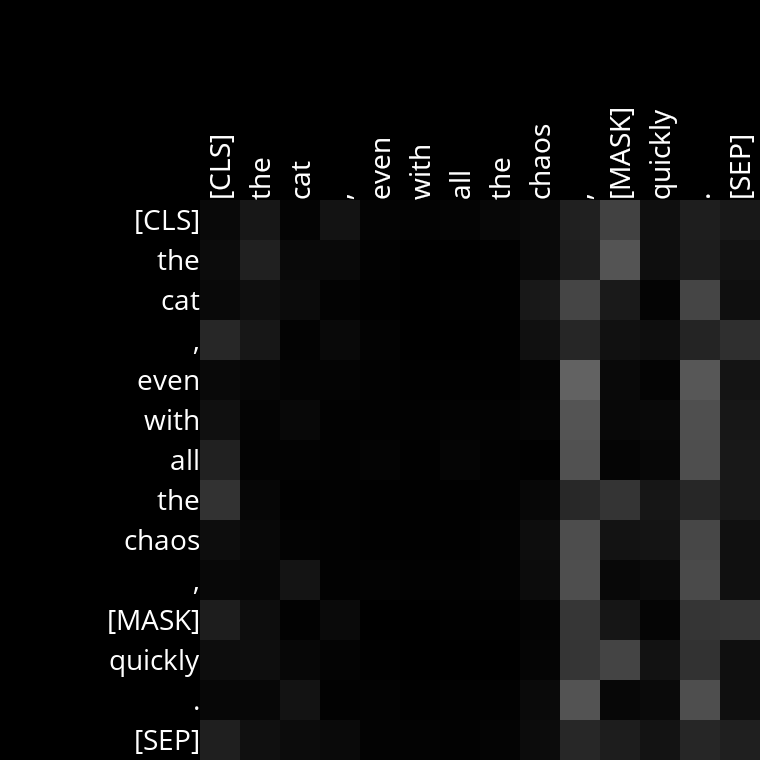 [CLS] the cat , even with all the chaos , [MASK] quickly . [SEP]
[CLS]
the
cat
,
even
with
all
the
chaos
,
[MASK]
quickly
.
[SEP]